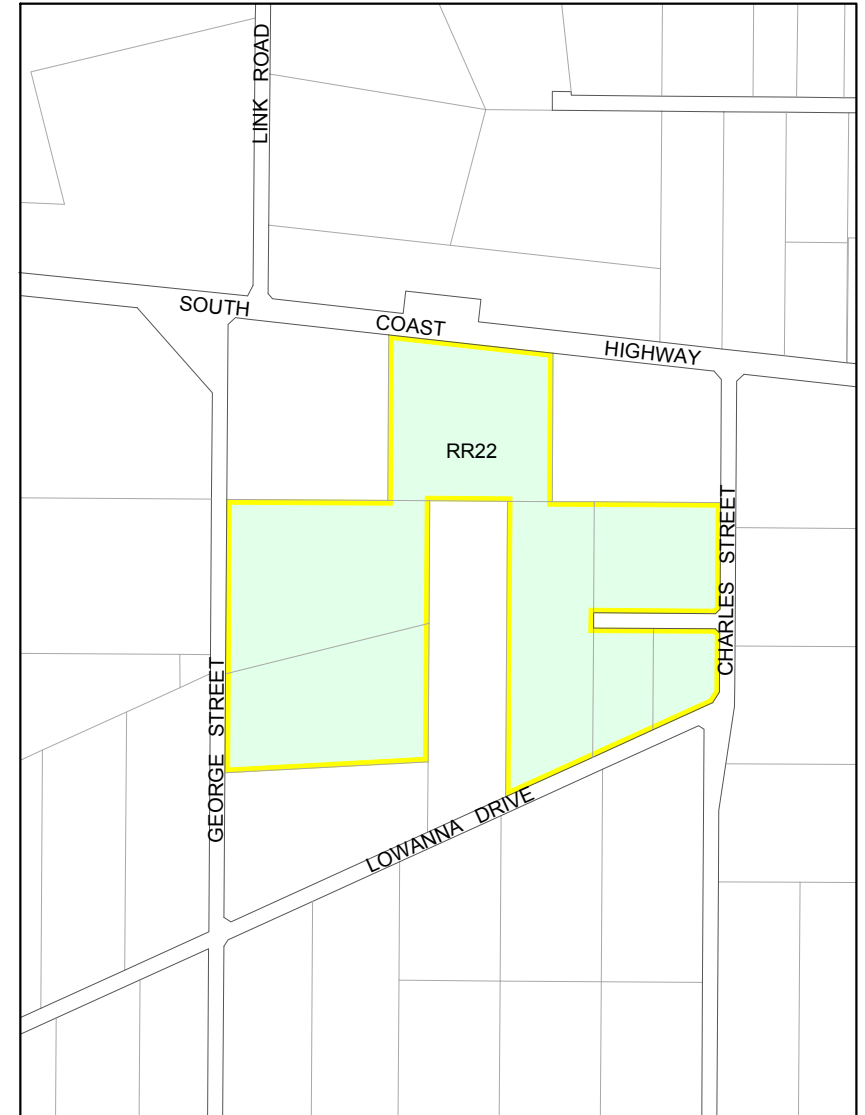 LINK ROAD
SOUTH COAST HIGHWAY
RR22
CHARLES STREET
GEORGE STREET
LOWANNA DRIVE